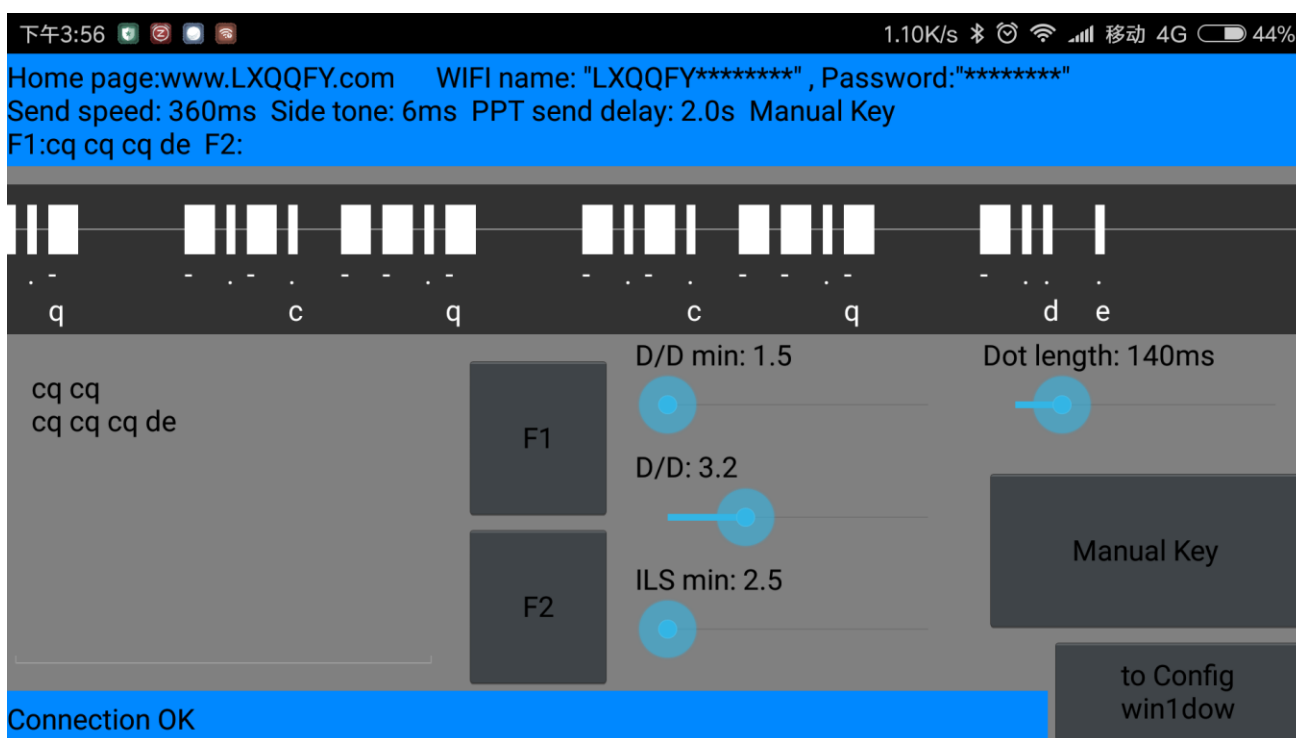 下午3:56 1.10K/s 移动 4G 44%
Home page:www.LXQQFY.com WIFI name: "LXQQFY********" , Password:"********"
Send speed: 360ms Side tone: 6ms PPT send delay: 2.0s Manual Key
F1:cq cq cq de F2:
. - - . - . - - . - - . - . - - . - - . . .
q c q c q d e
cq cq
cq cq cq de
F1
F2
D/D min: 1.5
D/D: 3.2
ILS min: 2.5
Dot length: 140ms
Manual Key
to Config
win1dow
Connection OK